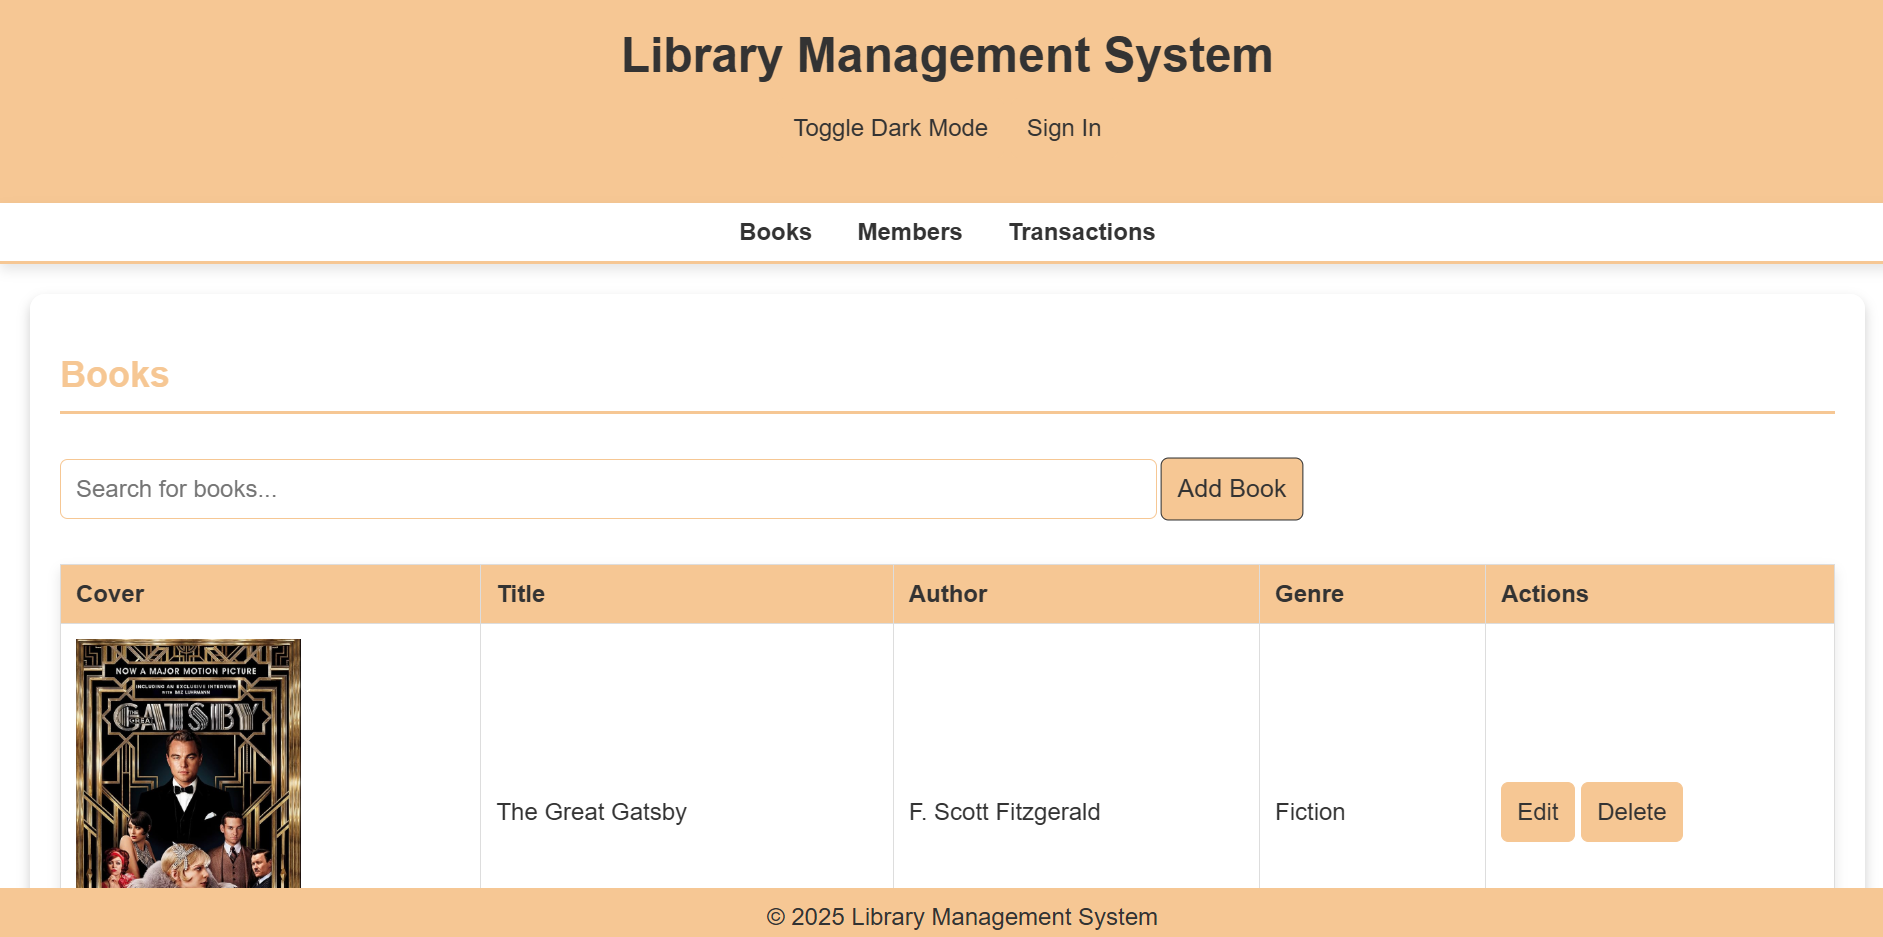 Library Management System
Toggle Dark Mode Sign In
Books Members Transactions
Books
Search for books... Add Book
Cover Title Author Genre Actions
NOW A MAJOR MOTION PICTURE
INCLUDING AN EXCLUSIVE INTERVIEW
WITH BAZ LUHRMANN
THE GREAT GATSBY
The Great Gatsby F. Scott Fitzgerald Fiction Edit Delete
© 2025 Library Management System